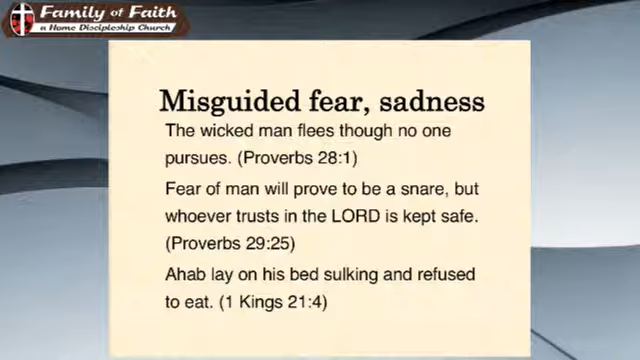 Family of Faith
a Home Discipleship Church
Misguided fear, sadness
The wicked man flees though no one
pursues. (Proverbs 28:1)
Fear of man will prove to be a snare, but
whoever trusts in the LORD is kept safe.
(Proverbs 29:25)
Ahab lay on his bed sulking and refused
to eat. (1 Kings 21:4)